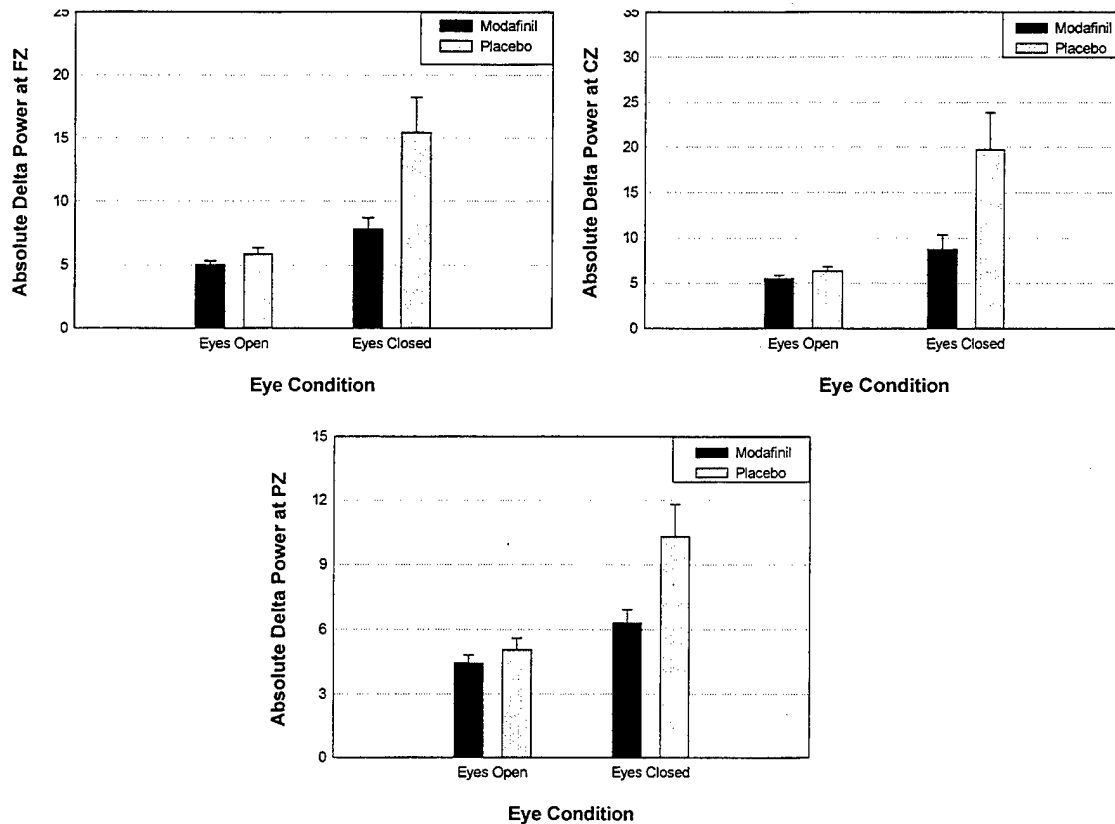 Absolute Delta Power at FZ
25
20
15
10
5
0
Modafinil
Placebo
Eyes Open Eyes Closed
Eye Condition
Absolute Delta Power at CZ
35
30
25
20
15
10
5
0
Modafinil
Placebo
Eyes Open Eyes Closed
Eye Condition
Absolute Delta Power at PZ
15
12
9
6
3
0
Modafinil
Placebo
Eyes Open Eyes Closed
Eye Condition